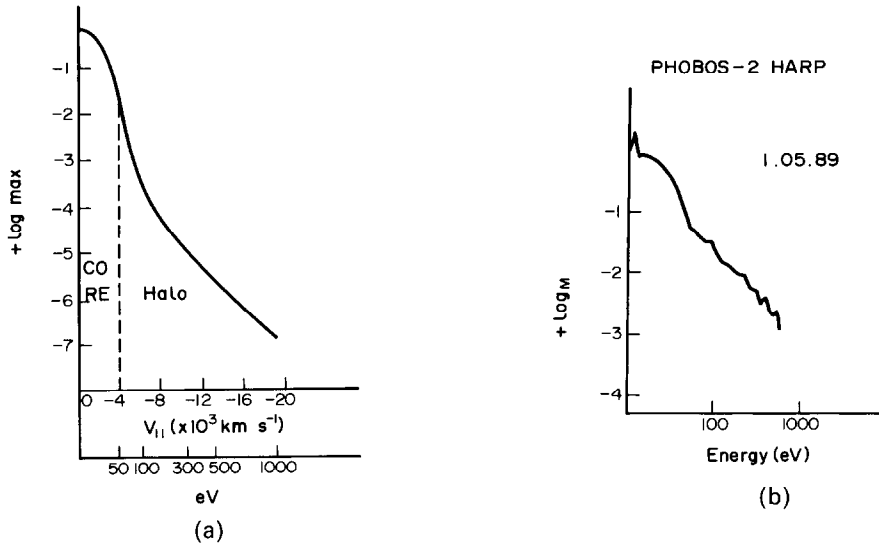 + log max
-1
-2
-3
-4
-5
-6
-7
CO
RE
Halo
0 -4 -8 -12 -16 -20
V₁₁ (x10³ km s⁻¹)
50 100 300 500 1000
eV
(a)
PHOBOS-2 HARP
1.05.89
+ Log M
-1
-2
-3
-4
100 1000
Energy (eV)
(b)